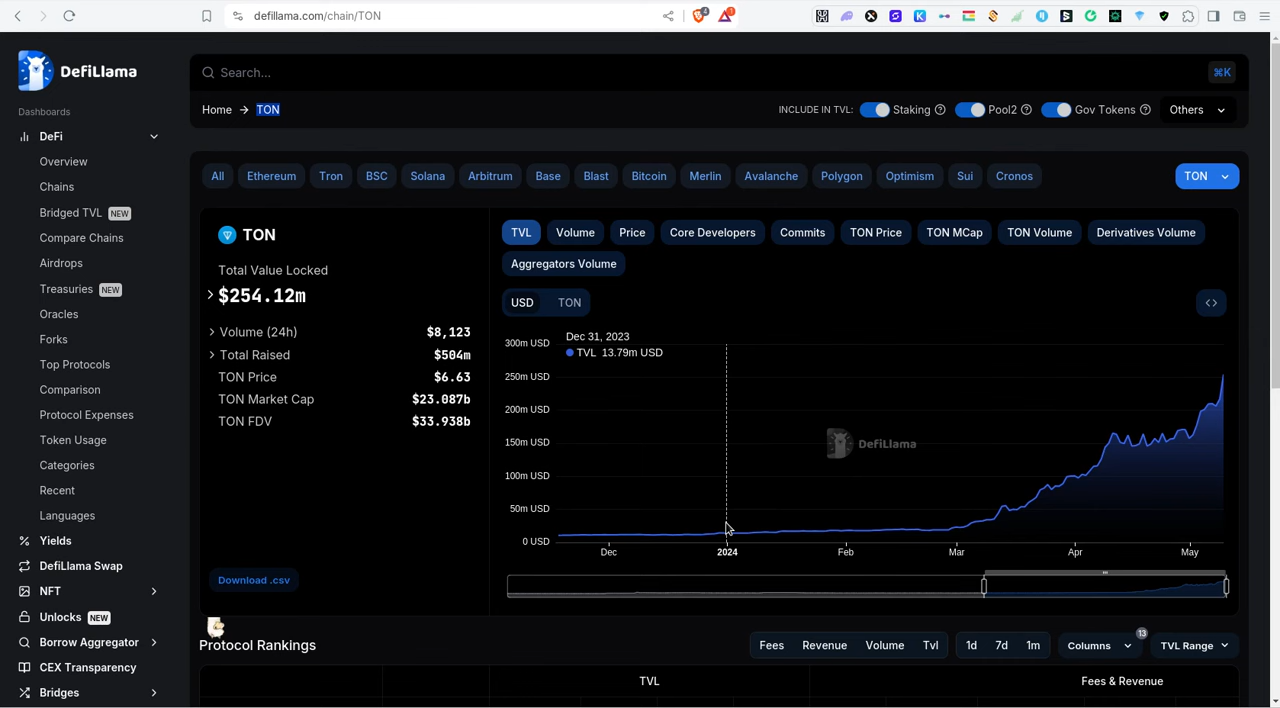 defillama.com/chain/TON
4
1
DefiLlama
Dashboards
DeFi
Overview
Chains
Bridged TVL NEW
Compare Chains
Airdrops
Treasuries NEW
Oracles
Forks
Top Protocols
Comparison
Protocol Expenses
Token Usage
Categories
Recent
Languages
Yields
DefiLlama Swap
NFT
Unlocks NEW
Borrow Aggregator
CEX Transparency
Bridges
Search...
⌘K
Home → TON
INCLUDE IN TVL: Staking Pool2 Gov Tokens Others
All Ethereum Tron BSC Solana Arbitrum Base Blast Bitcoin Merlin Avalanche Polygon Optimism Sui Cronos TON
TON
Total Value Locked
$254.12m
Volume (24h) $8,123
Total Raised $504m
TON Price $6.63
TON Market Cap $23.087b
TON FDV $33.938b
Download .csv
TVL Volume Price Core Developers Commits TON Price TON MCap TON Volume Derivatives Volume
Aggregators Volume
USD TON
Dec 31, 2023
TVL 13.79m USD
300m USD
250m USD
200m USD
150m USD
100m USD
50m USD
0 USD
DefiLlama
Dec 2024 Feb Mar Apr May
Protocol Rankings
Fees Revenue Volume Tvl 1d 7d 1m Columns 13 TVL Range
TVL Fees & Revenue